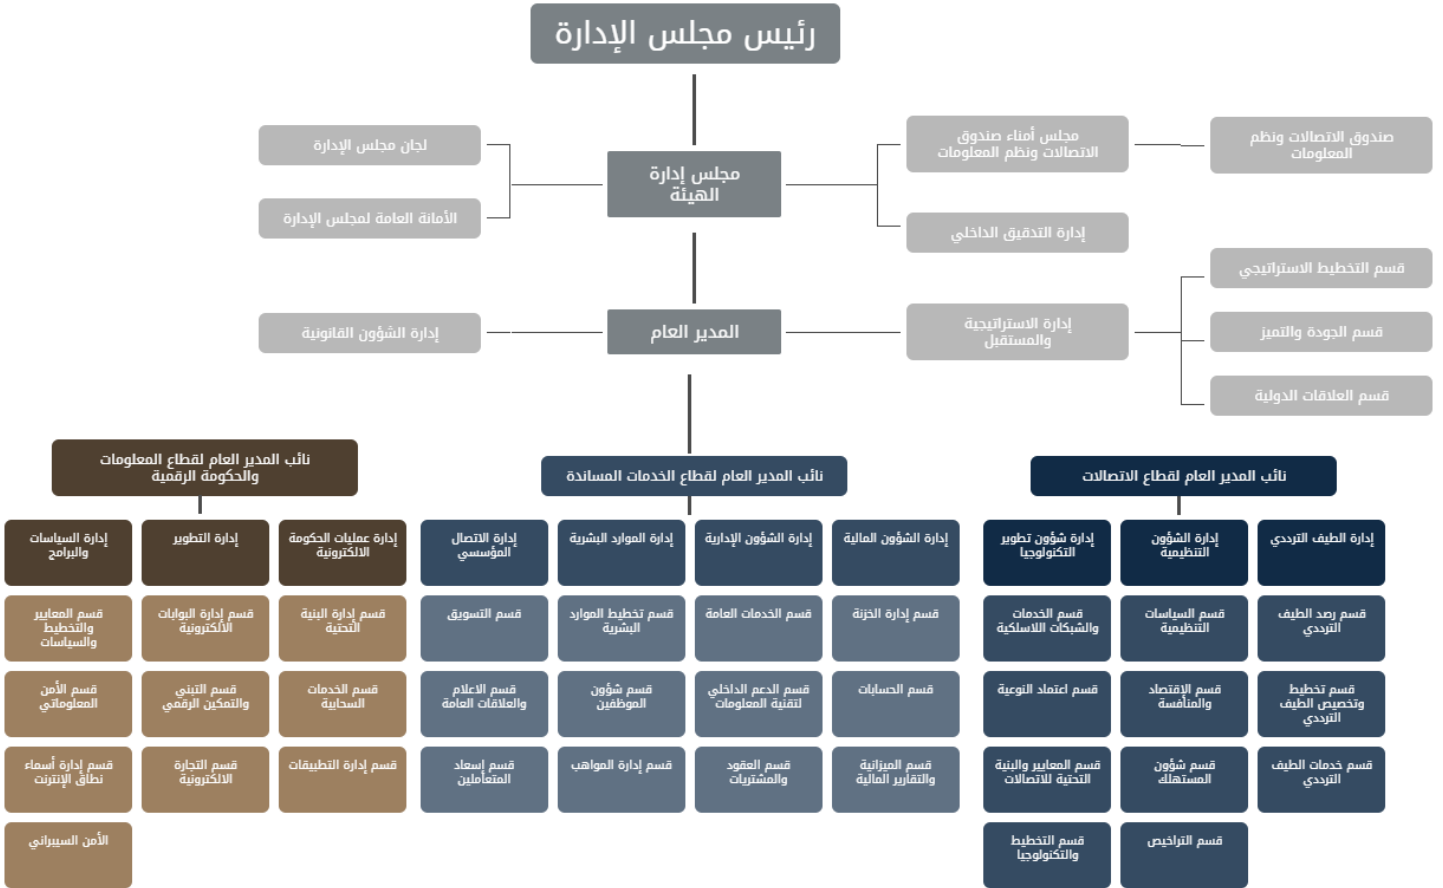 رئيس مجلس الإدارة
صندوق الاتصالات ونظم
المعلومات
مجلس أمناء صندوق
الاتصالات ونظم المعلومات
لجان مجلس الإدارة
مجلس إدارة
الهيئة
إدارة التدقيق الداخلي
الأمانة العامة لمجلس الإدارة
قسم التخطيط الاستراتيجي
قسم الجودة والتميز
قسم العلاقات الدولية
إدارة الاستراتيجية
والمستقبل
المدير العام
إدارة الشؤون القانونية
نائب المدير العام لقطاع الاتصالات
نائب المدير العام لقطاع الخدمات المساندة
نائب المدير العام لقطاع المعلومات
والحكومة الرقمية
إدارة الطيف الترددي
قسم رصد الطيف
الترددي
قسم تخطيط
وتخصيص الطيف
الترددي
قسم خدمات الطيف
الترددي
إدارة الشؤون
التنظيمية
قسم السياسات
التنظيمية
قسم الإقتصاد
والمنافسة
قسم شؤون
المستهلك
قسم التراخيص
إدارة شؤون تطوير
التكنولوجيا
قسم الخدمات
والشبكات اللاسلكية
قسم اعتماد النوعية
قسم المعايير والبنية
التحتية للاتصالات
قسم التخطيط
والتكنولوجيا
إدارة الشؤون المالية
قسم إدارة الخزنة
قسم الحسابات
قسم الميزانية
والتقارير المالية
إدارة الشؤون الإدارية
قسم الخدمات العامة
قسم الدعم الداخلي
لتقنية المعلومات
قسم العقود
والمشتريات
إدارة الموارد البشرية
قسم تخطيط الموارد
البشرية
قسم شؤون
الموظفين
قسم إدارة المواهب
إدارة الاتصال
المؤسسي
قسم التسويق
قسم الاعلام
والعلاقات العامة
قسم إسعاد
المتعاملين
إدارة عمليات الحكومة
الالكترونية
قسم إدارة البنية
التحتية
قسم الخدمات
السحابية
قسم إدارة التطبيقات
إدارة التطوير
قسم إدارة البوابات
الألكترونية
قسم التبني
والتمكين الرقمي
قسم التجارة
الالكترونية
إدارة السياسات
والبرامج
قسم المعايير
والتخطيط
والسياسات
قسم الأمن
المعلوماتي
قسم إدارة أسماء
نطاق الإنترنت
الأمن السيبراني